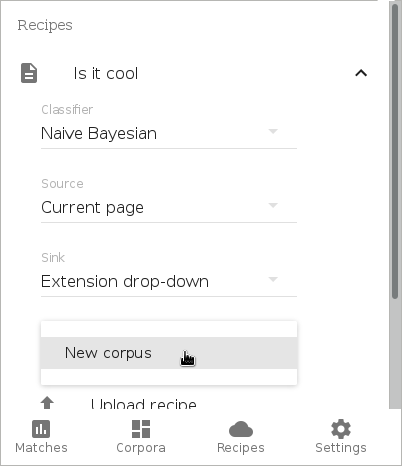 Recipes
Is it cool
Classifier
Naive Bayesian
Source
Current page
Sink
Extension drop-down
New corpus
Upload recipe
Matches
Corpora
Recipes
Settings